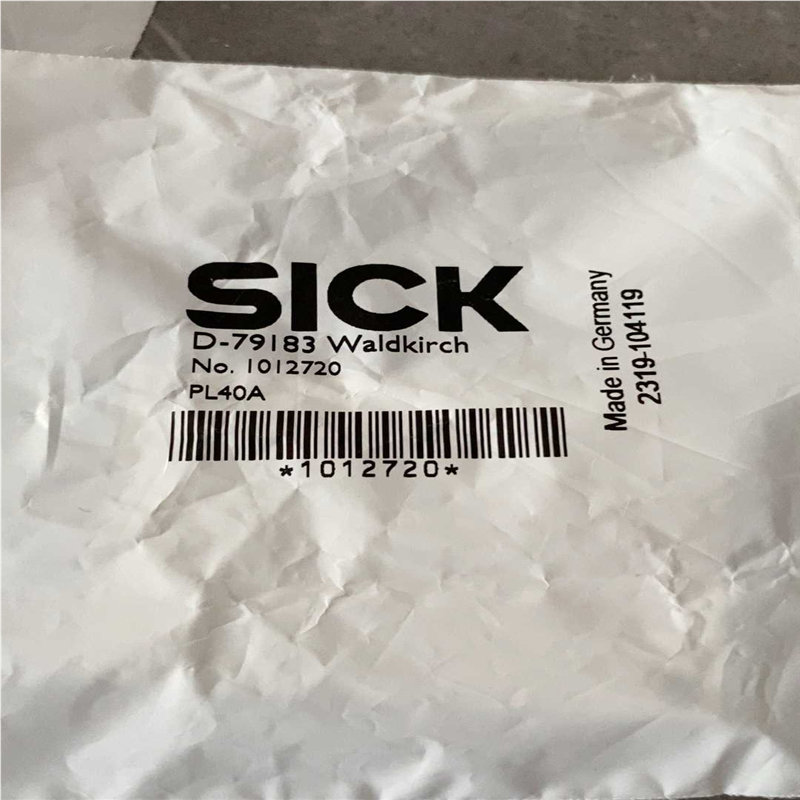 SICK
D-79183 Waldkirch
No. 1012720
PL40A
*1012720*
Made in Germany
2319-104119